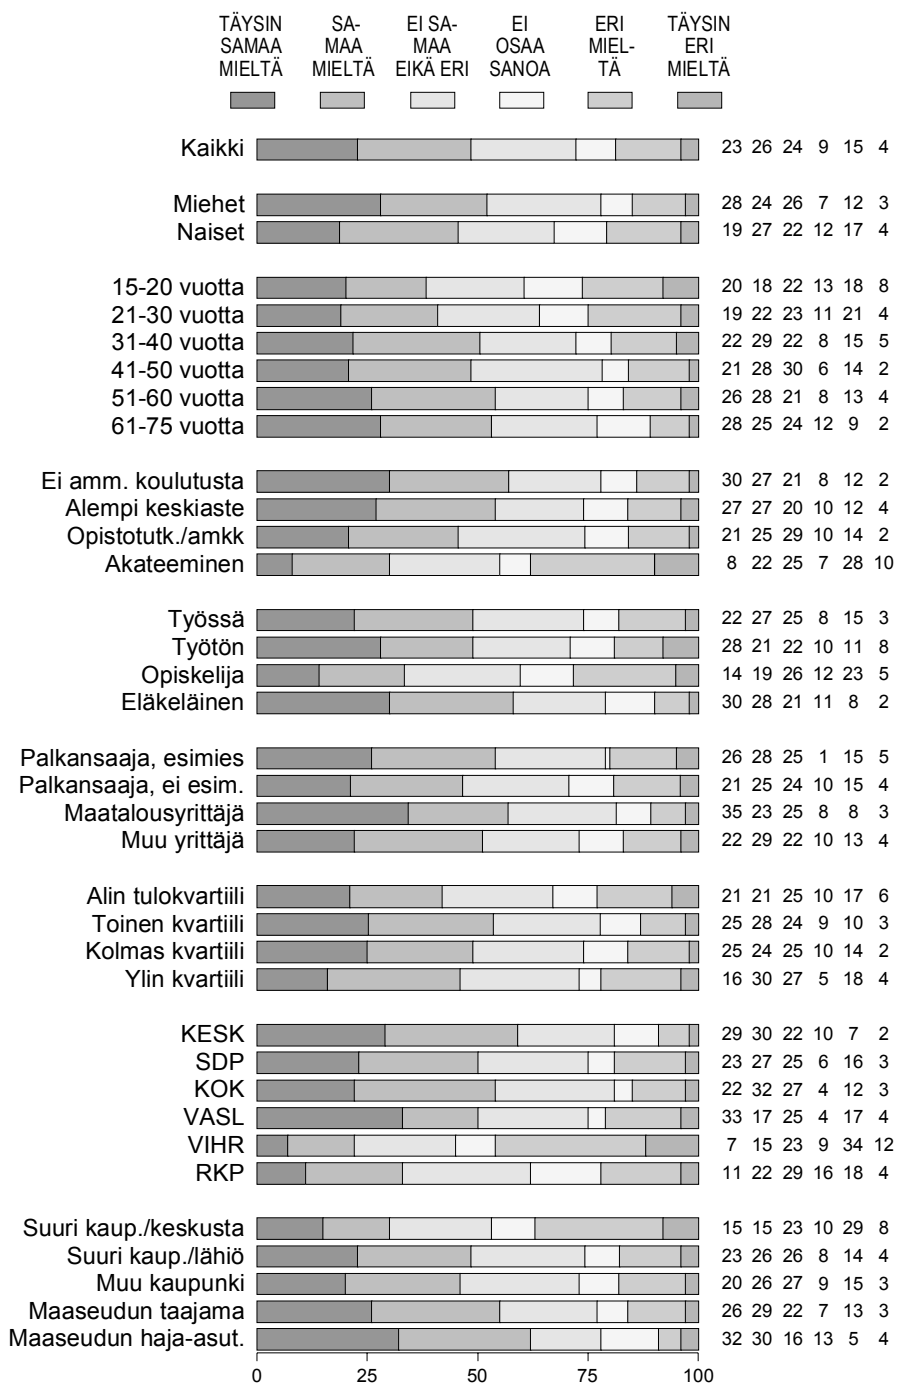 TÄYSIN SA- EI SA- EI ERI TÄYSIN
SAMAA MAA MAA OSAA MIEL- ERI
MIELTÄ MIELTÄ EIKÄ ERI SANOA TÄ MIELTÄ
Kaikki 23 26 24 9 15 4
Miehet 28 24 26 7 12 3
Naiset 19 27 22 12 17 4
15-20 vuotta 20 18 22 13 18 8
21-30 vuotta 19 22 23 11 21 4
31-40 vuotta 22 29 22 8 15 5
41-50 vuotta 21 28 30 6 14 2
51-60 vuotta 26 28 21 8 13 4
61-75 vuotta 28 25 24 12 9 2
Ei amm. koulutusta 30 27 21 8 12 2
Alempi keskiaste 27 27 20 10 12 4
Opistotutk./amkk 21 25 29 10 14 2
Akateeminen 8 22 25 7 28 10
Työssä 22 27 25 8 15 3
Työtön 28 21 22 10 11 8
Opiskelija 14 19 26 12 23 5
Eläkeläinen 30 28 21 11 8 2
Palkansaaja, esimies 26 28 25 1 15 5
Palkansaaja, ei esim. 21 25 24 10 15 4
Maatalousyrittäjä 35 23 25 8 8 3
Muu yrittäjä 22 29 22 10 13 4
Alin tulokvartiili 21 21 25 10 17 6
Toinen kvartiili 25 28 24 9 10 3
Kolmas kvartiili 25 24 25 10 14 2
Ylin kvartiili 16 30 27 5 18 4
KESK 29 30 22 10 7 2
SDP 23 27 25 6 16 3
KOK 22 32 27 4 12 3
VASL 33 17 25 4 17 4
VIHR 7 15 23 9 34 12
RKP 11 22 29 16 18 4
Suuri kaup./keskusta 15 15 23 10 29 8
Suuri kaup./lähiö 23 26 26 8 14 4
Muu kaupunki 20 26 27 9 15 3
Maaseudun taajama 26 29 22 7 13 3
Maaseudun haja-asut. 32 30 16 13 5 4
0 25 50 75 100